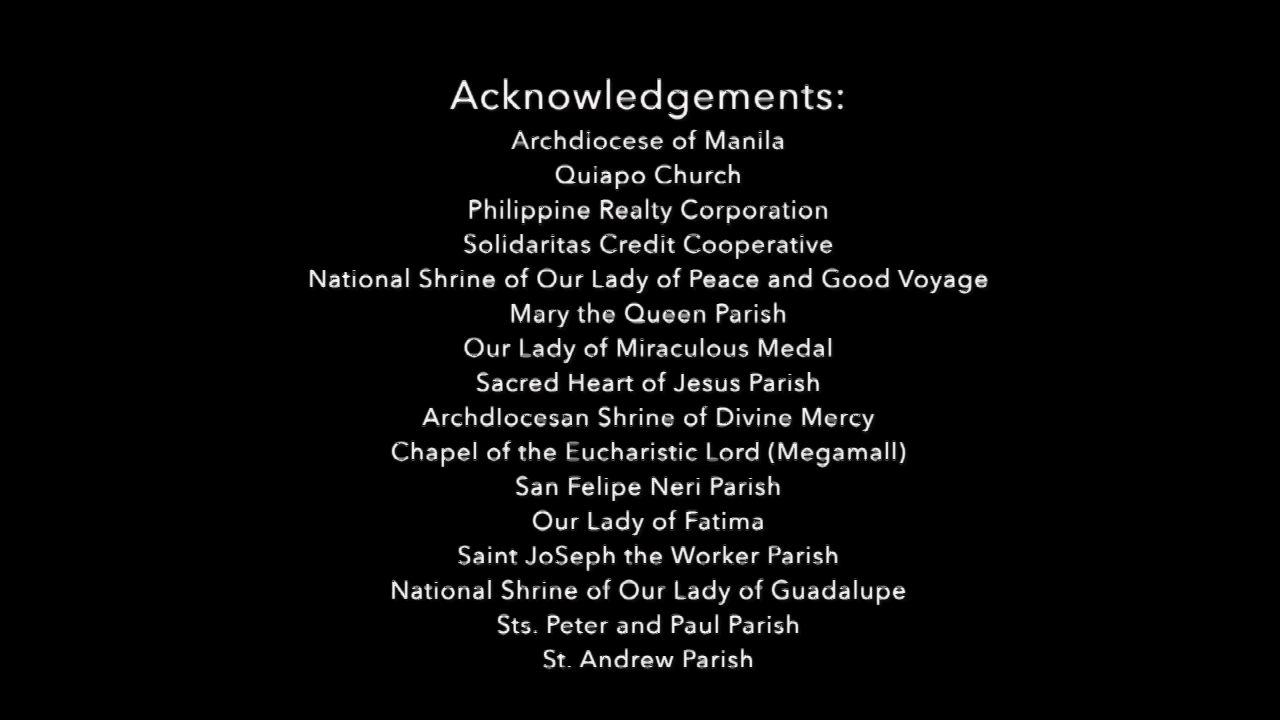 Acknowledgements:
Archdiocese of Manila
Quiapo Church
Philippine Realty Corporation
Solidaritas Credit Cooperative
National Shrine of Our Lady of Peace and Good Voyage
Mary the Queen Parish
Our Lady of Miraculous Medal
Sacred Heart of Jesus Parish
ArchdIocesan Shrine of Divine Mercy
Chapel of the Eucharistic Lord (Megamall)
San Felipe Neri Parish
Our Lady of Fatima
Saint JoSeph the Worker Parish
National Shrine of Our Lady of Guadalupe
Sts. Peter and Paul Parish
St. Andrew Parish